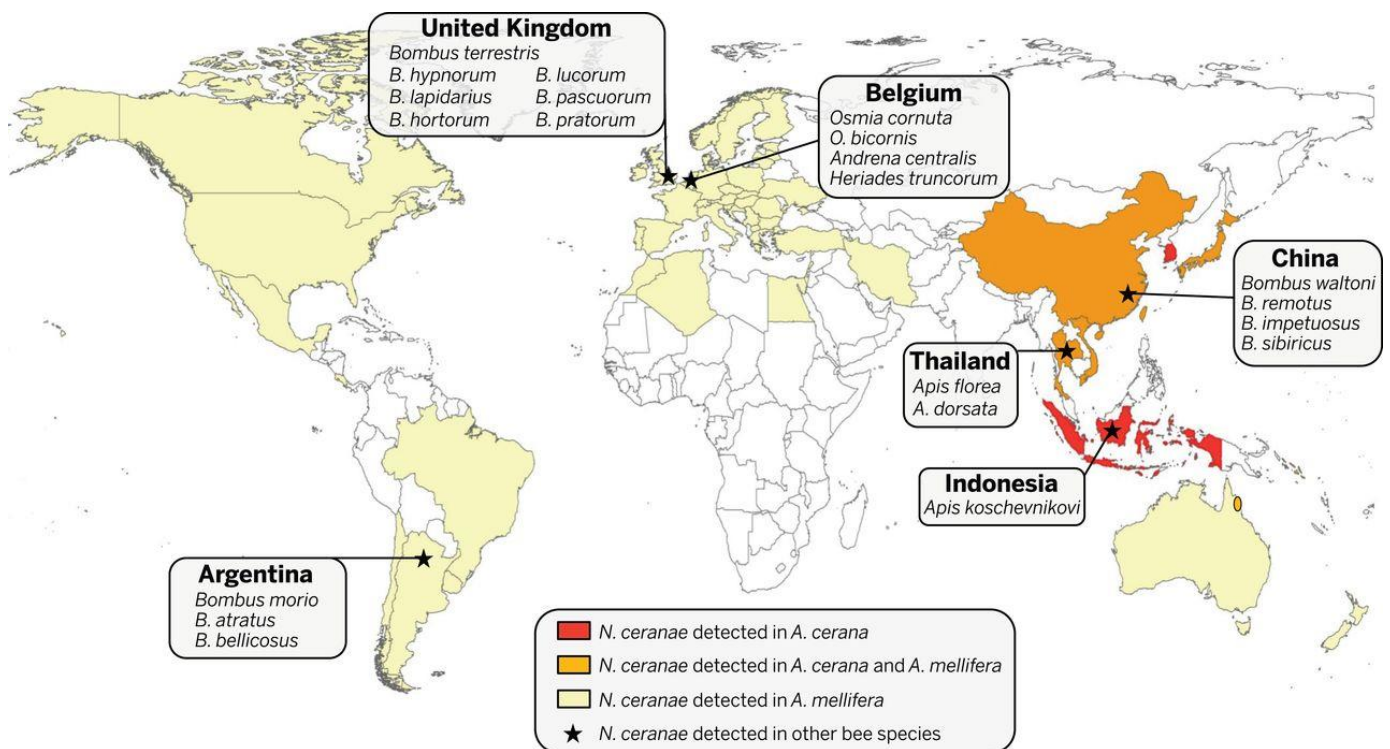 United Kingdom
Bombus terrestris
B. hypnorum B. lucorum
B. lapidarius B. pascuorum
B. hortorum B. pratorum
Belgium
Osmia cornuta
O. bicornis
Andrena centralis
Heriades truncorum
China
Bombus waltoni
B. remotus
B. impetuosus
B. sibiricus
Thailand
Apis florea
A. dorsata
Indonesia
Apis koschevnikovi
Argentina
Bombus morio
B. atratus
B. bellicosus
N. ceranae detected in A. cerana
N. ceranae detected in A. cerana and A. mellifera
N. ceranae detected in A. mellifera
N. ceranae detected in other bee species